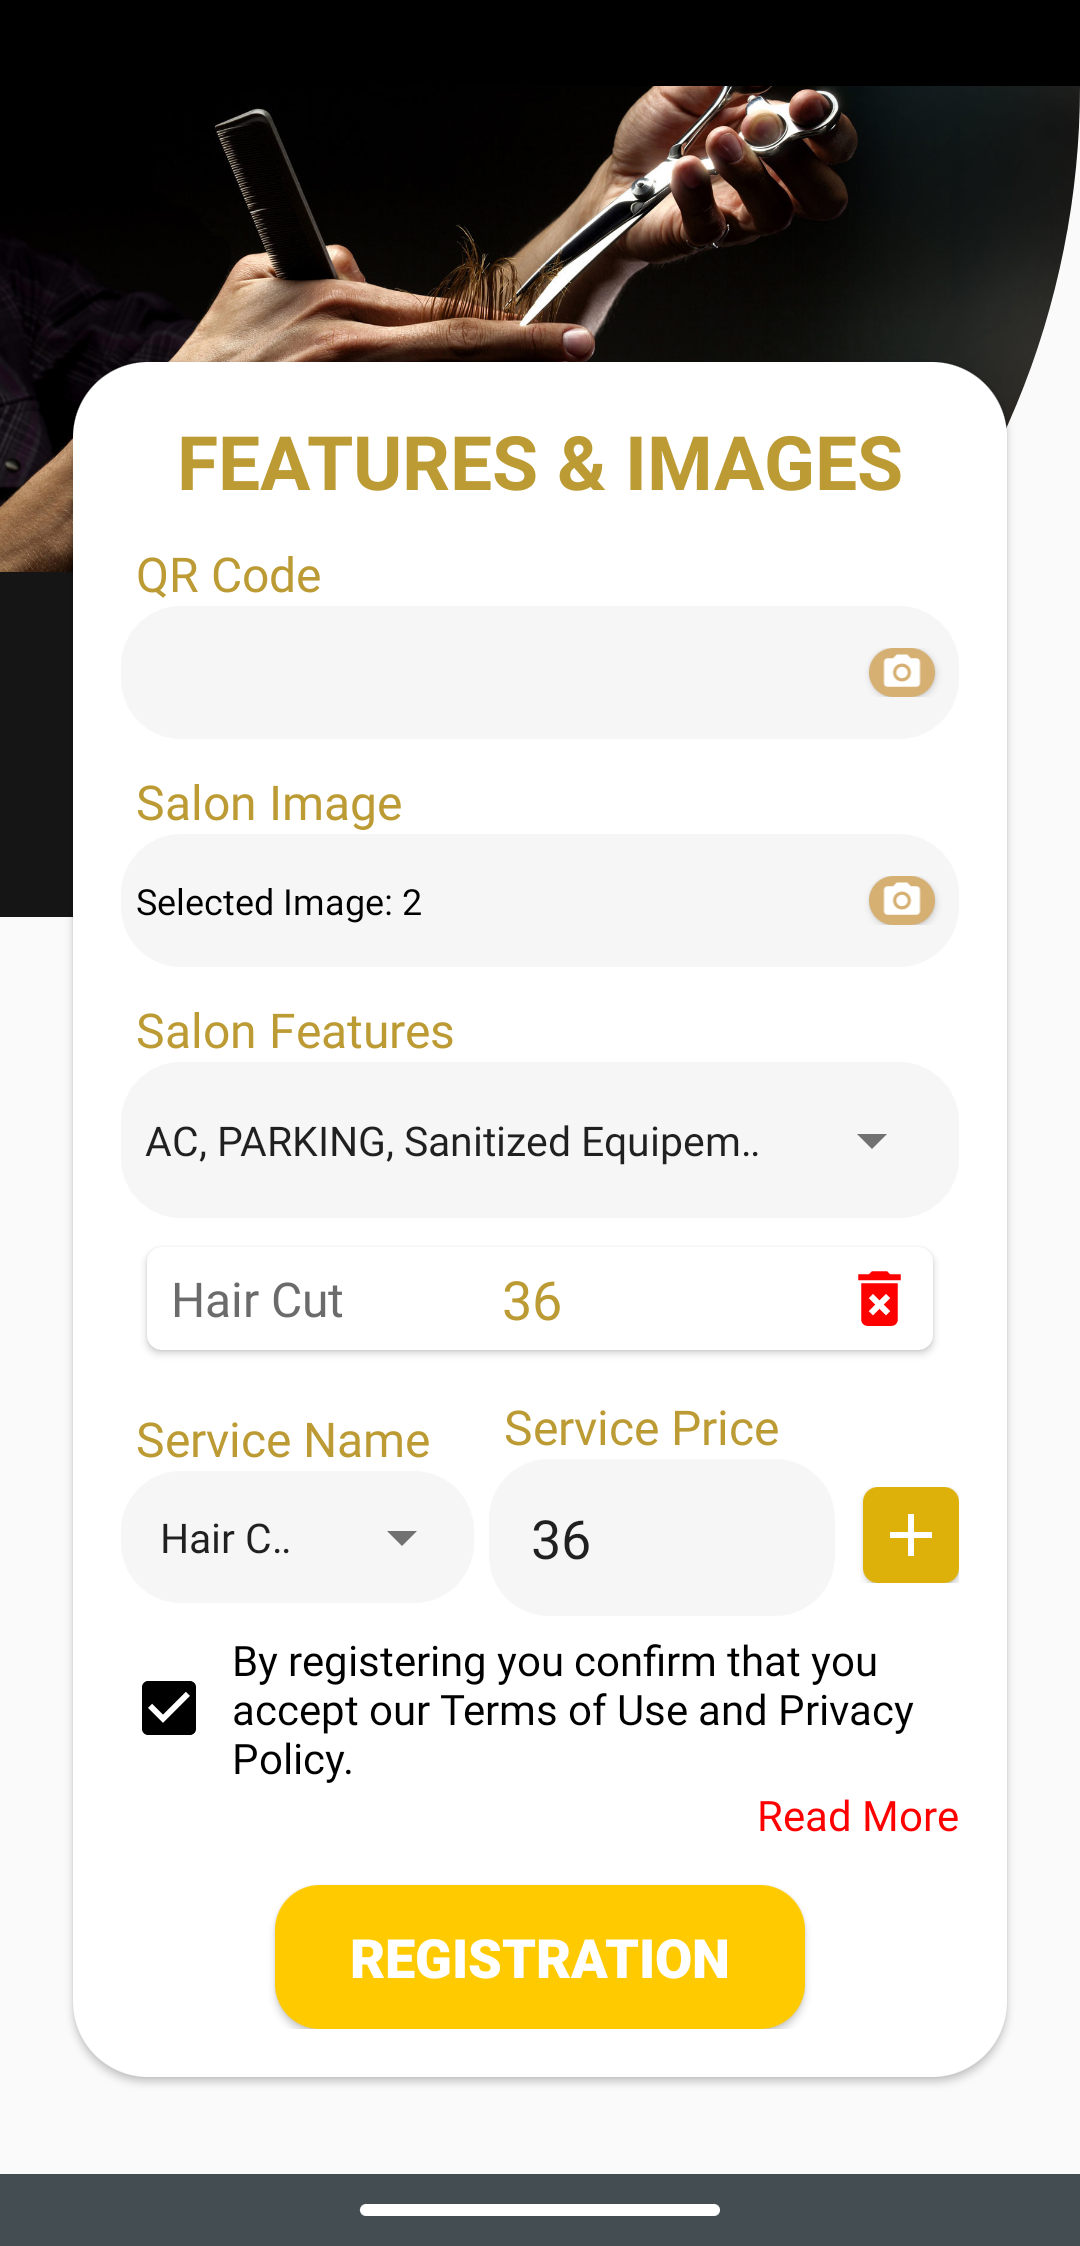 FEATURES & IMAGES
QR Code
Salon Image
Selected Image: 2
Salon Features
AC, PARKING, Sanitized Equipem..
Hair Cut 36
Service Name Service Price
Hair C.. 36
By registering you confirm that you
accept our Terms of Use and Privacy
Policy.
Read More
REGISTRATION